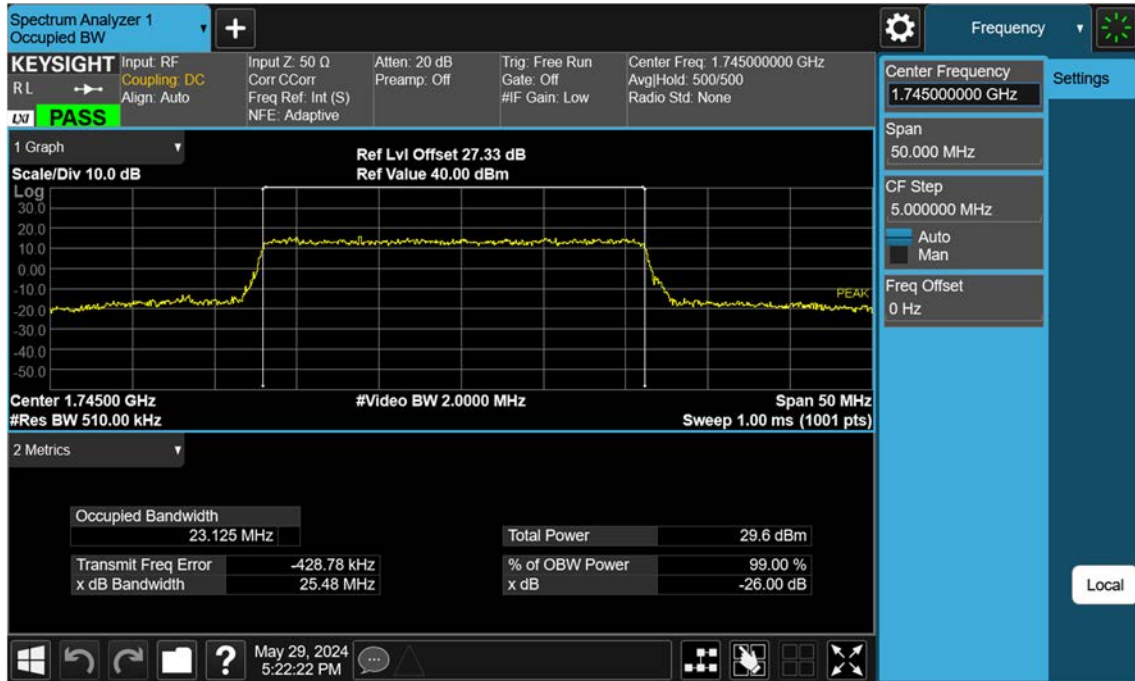 Spectrum Analyzer 1
Occupied BW
+
Frequency
KEYSIGHT
RL
LXI PASS
Input: RF
Coupling: DC
Align: Auto
Input Z: 50 Ω
Corr CCorr
Freq Ref: Int (S)
NFE: Adaptive
Atten: 20 dB
Preamp: Off
Trig: Free Run
Gate: Off
#IF Gain: Low
Center Freq: 1.745000000 GHz
Avg|Hold: 500/500
Radio Std: None
Center Frequency
1.745000000 GHz
Settings
Span
50.000 MHz
CF Step
5.000000 MHz
Auto
Man
Freq Offset
0 Hz
Local
1 Graph
Scale/Div 10.0 dB
Ref Lvl Offset 27.33 dB
Ref Value 40.00 dBm
Log
30.0
20.0
10.0
0.00
-10.0
-20.0
-30.0
-40.0
-50.0
PEAK
Center 1.74500 GHz
#Res BW 510.00 kHz
#Video BW 2.0000 MHz
Span 50 MHz
Sweep 1.00 ms (1001 pts)
2 Metrics
Occupied Bandwidth
23.125 MHz
Transmit Freq Error -428.78 kHz
x dB Bandwidth 25.48 MHz
Total Power 29.6 dBm
% of OBW Power 99.00 %
x dB -26.00 dB
?
May 29, 2024
5:22:22 PM